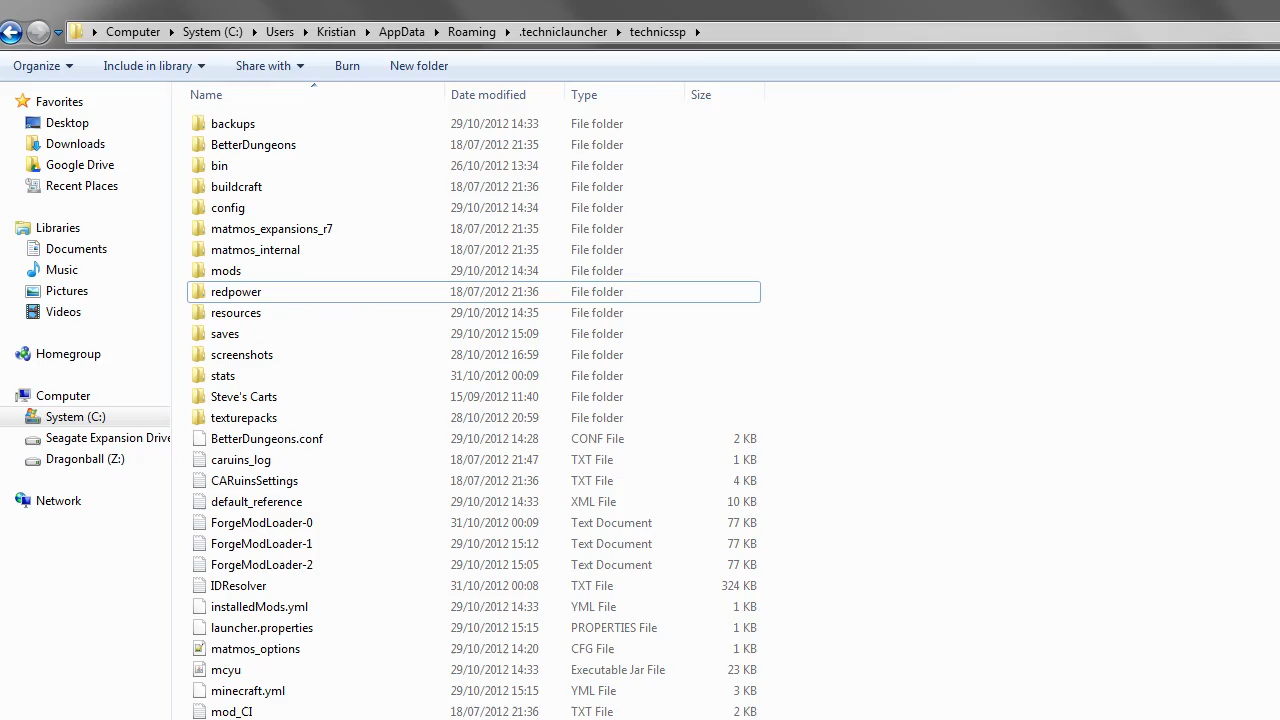 Computer System (C:) Users Kristian AppData Roaming .techniclauncher technicssp
Organize Include in library Share with Burn New folder
Favorites
Desktop
Downloads
Google Drive
Recent Places
Libraries
Documents
Music
Pictures
Videos
Homegroup
Computer
System (C:)
Seagate Expansion Drive
Dragonball (Z:)
Network
Name Date modified Type Size
backups 29/10/2012 14:33 File folder
BetterDungeons 18/07/2012 21:35 File folder
bin 26/10/2012 13:34 File folder
buildcraft 18/07/2012 21:36 File folder
config 29/10/2012 14:34 File folder
matmos_expansions_r7 18/07/2012 21:35 File folder
matmos_internal 18/07/2012 21:35 File folder
mods 29/10/2012 14:34 File folder
redpower 18/07/2012 21:36 File folder
resources 29/10/2012 14:35 File folder
saves 29/10/2012 15:09 File folder
screenshots 28/10/2012 16:59 File folder
stats 31/10/2012 00:09 File folder
Steve's Carts 15/09/2012 11:40 File folder
texturepacks 28/10/2012 20:59 File folder
BetterDungeons.conf 29/10/2012 14:28 CONF File 2 KB
caruins_log 18/07/2012 21:47 TXT File 1 KB
CARuinsSettings 18/07/2012 21:36 TXT File 4 KB
default_reference 29/10/2012 14:33 XML File 10 KB
ForgeModLoader-0 31/10/2012 00:09 Text Document 77 KB
ForgeModLoader-1 29/10/2012 15:12 Text Document 77 KB
ForgeModLoader-2 29/10/2012 15:05 Text Document 77 KB
IDResolver 31/10/2012 00:08 TXT File 324 KB
installedMods.yml 29/10/2012 14:33 YML File 1 KB
launcher.properties 29/10/2012 15:15 PROPERTIES File 1 KB
matmos_options 29/10/2012 14:20 CFG File 1 KB
mcyu 29/10/2012 14:33 Executable Jar File 23 KB
minecraft.yml 29/10/2012 15:15 YML File 3 KB
mod_CI 18/07/2012 21:36 TXT File 2 KB